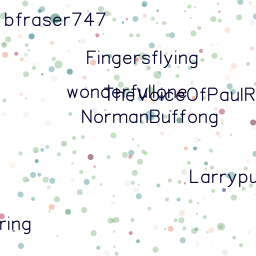 bfraser747
Fingersflying
wonderfullone
TheVoiceOfPaulR
NormanBuffong
Larrypu
ring